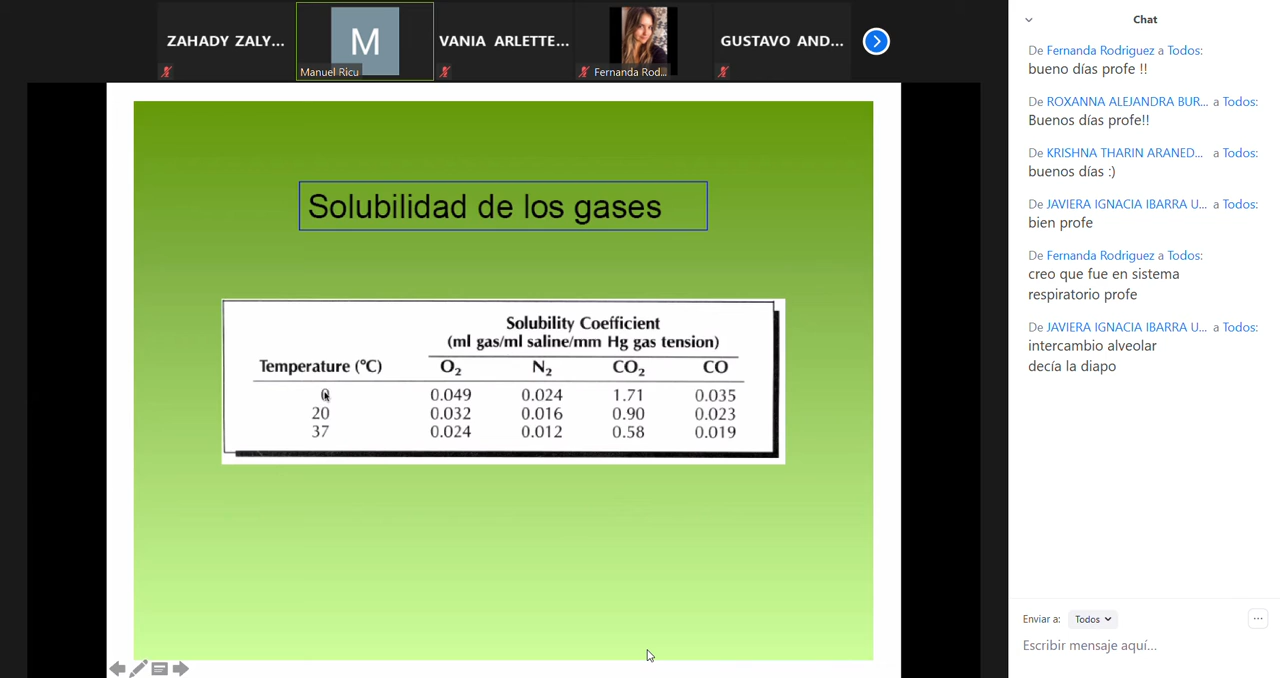 ZAHADY ZALY...
M
Manuel Ricu
VANIA ARLETTE...
Fernanda Rod...
GUSTAVO AND...
Solubilidad de los gases
Solubility Coefficient
(ml gas/ml saline/mm Hg gas tension)
Temperature (°C) O₂ N₂ CO₂ CO
0 0.049 0.024 1.71 0.035
20 0.032 0.016 0.90 0.023
37 0.024 0.012 0.58 0.019
Chat
De Fernanda Rodriguez a Todos:
bueno días profe !!
De ROXANNA ALEJANDRA BUR... a Todos:
Buenos días profe!!
De KRISHNA THARIN ARANED... a Todos:
buenos días :)
De JAVIERA IGNACIA IBARRA U... a Todos:
bien profe
De Fernanda Rodriguez a Todos:
creo que fue en sistema
respiratorio profe
De JAVIERA IGNACIA IBARRA U... a Todos:
intercambio alveolar
decía la diapo
Enviar a: Todos
Escribir mensaje aquí...